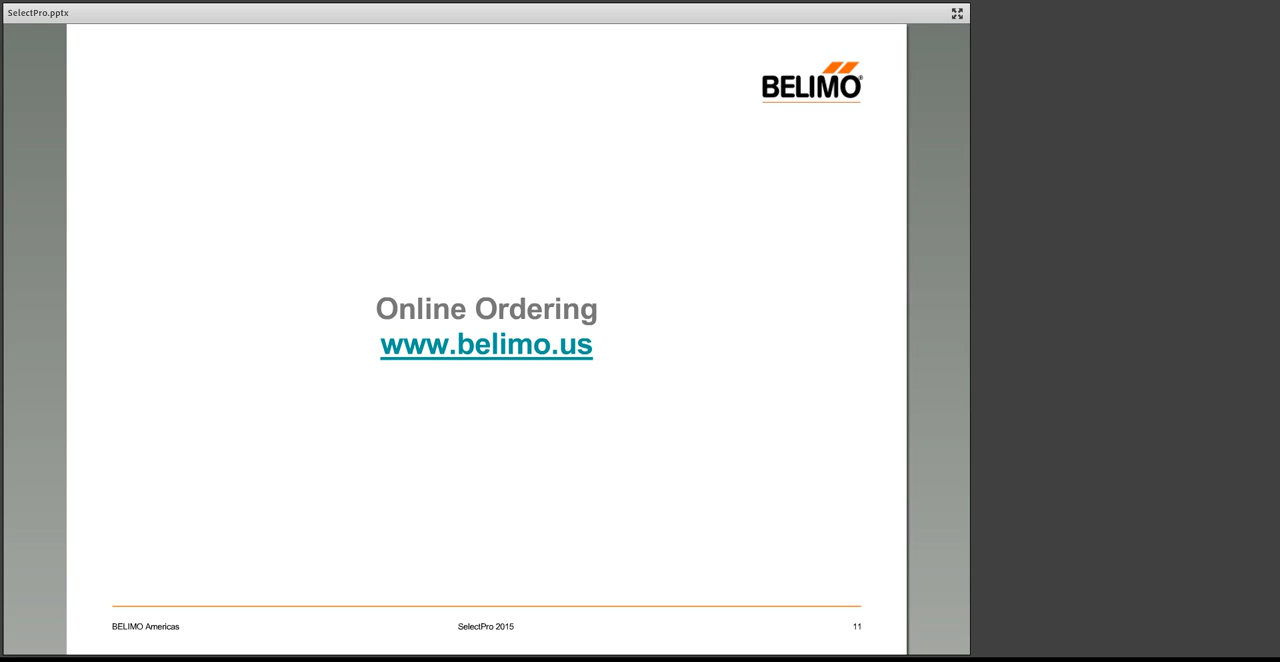 SelectPro.pptx
BELIMO®
Online Ordering
www.belimo.us
BELIMO Americas
SelectPro 2015
11